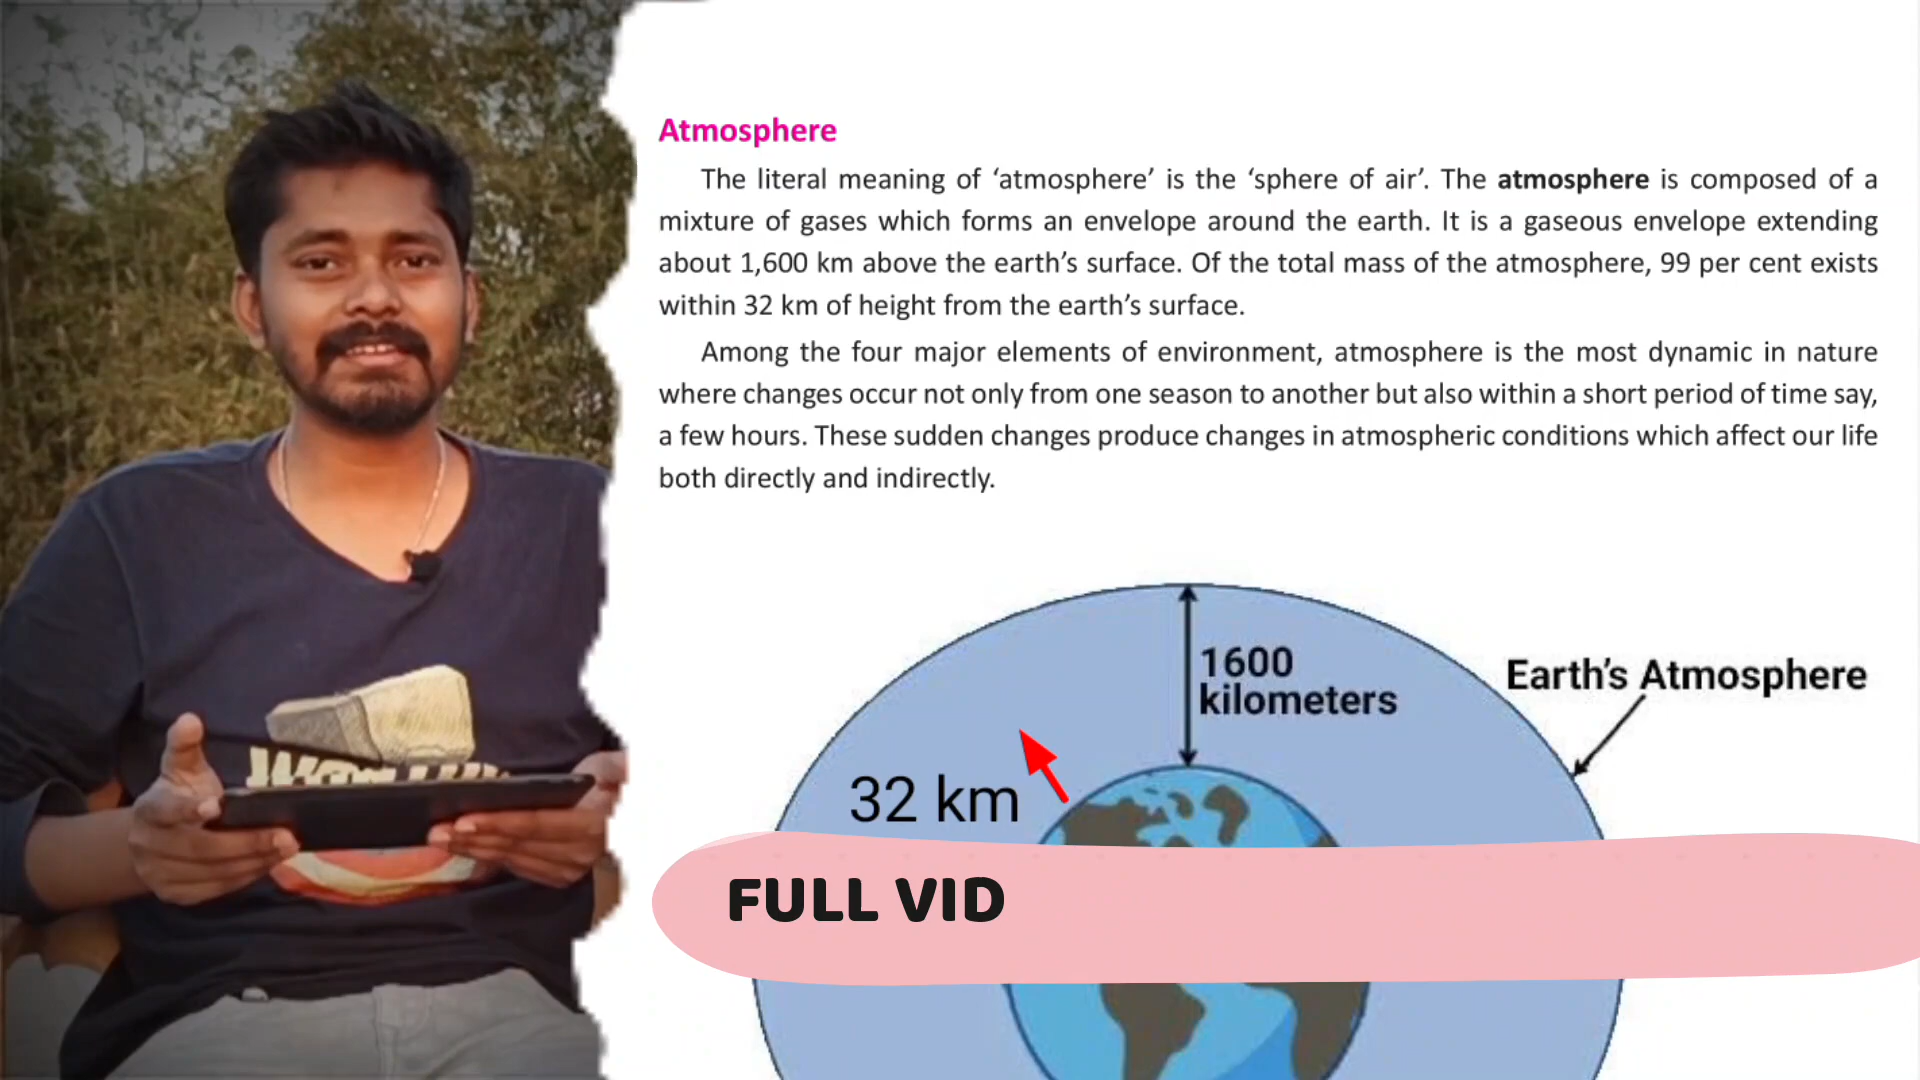 Atmosphere
The literal meaning of ‘atmosphere’ is the ‘sphere of air’. The atmosphere is composed of a
mixture of gases which forms an envelope around the earth. It is a gaseous envelope extending
about 1,600 km above the earth’s surface. Of the total mass of the atmosphere, 99 per cent exists
within 32 km of height from the earth’s surface.
Among the four major elements of environment, atmosphere is the most dynamic in nature
where changes occur not only from one season to another but also within a short period of time say,
a few hours. These sudden changes produce changes in atmospheric conditions which affect our life
both directly and indirectly.
1600
kilometers
Earth’s Atmosphere
32 km
FULL VID